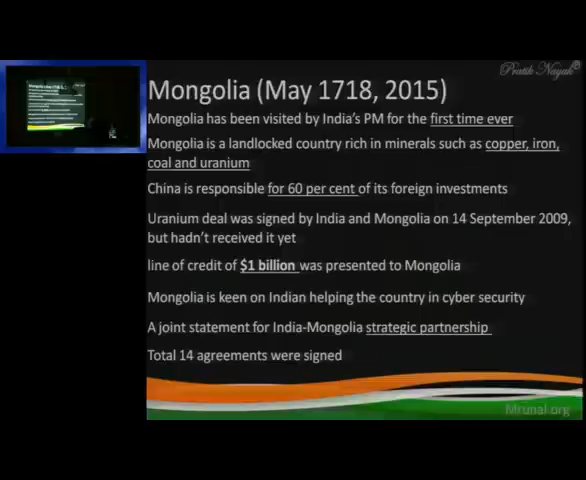 Pratik Nayak
Mongolia (May 1718, 2015)
Mongolia has been visited by India's PM for the first time ever
Mongolia is a landlocked country rich in minerals such as copper, iron,
coal and uranium
China is responsible for 60 per cent of its foreign investments
Uranium deal was signed by India and Mongolia on 14 September 2009,
but hadn't received it yet
line of credit of $1 billion was presented to Mongolia
Mongolia is keen on Indian helping the country in cyber security
A joint statement for India-Mongolia strategic partnership
Total 14 agreements were signed
Mrunal.org